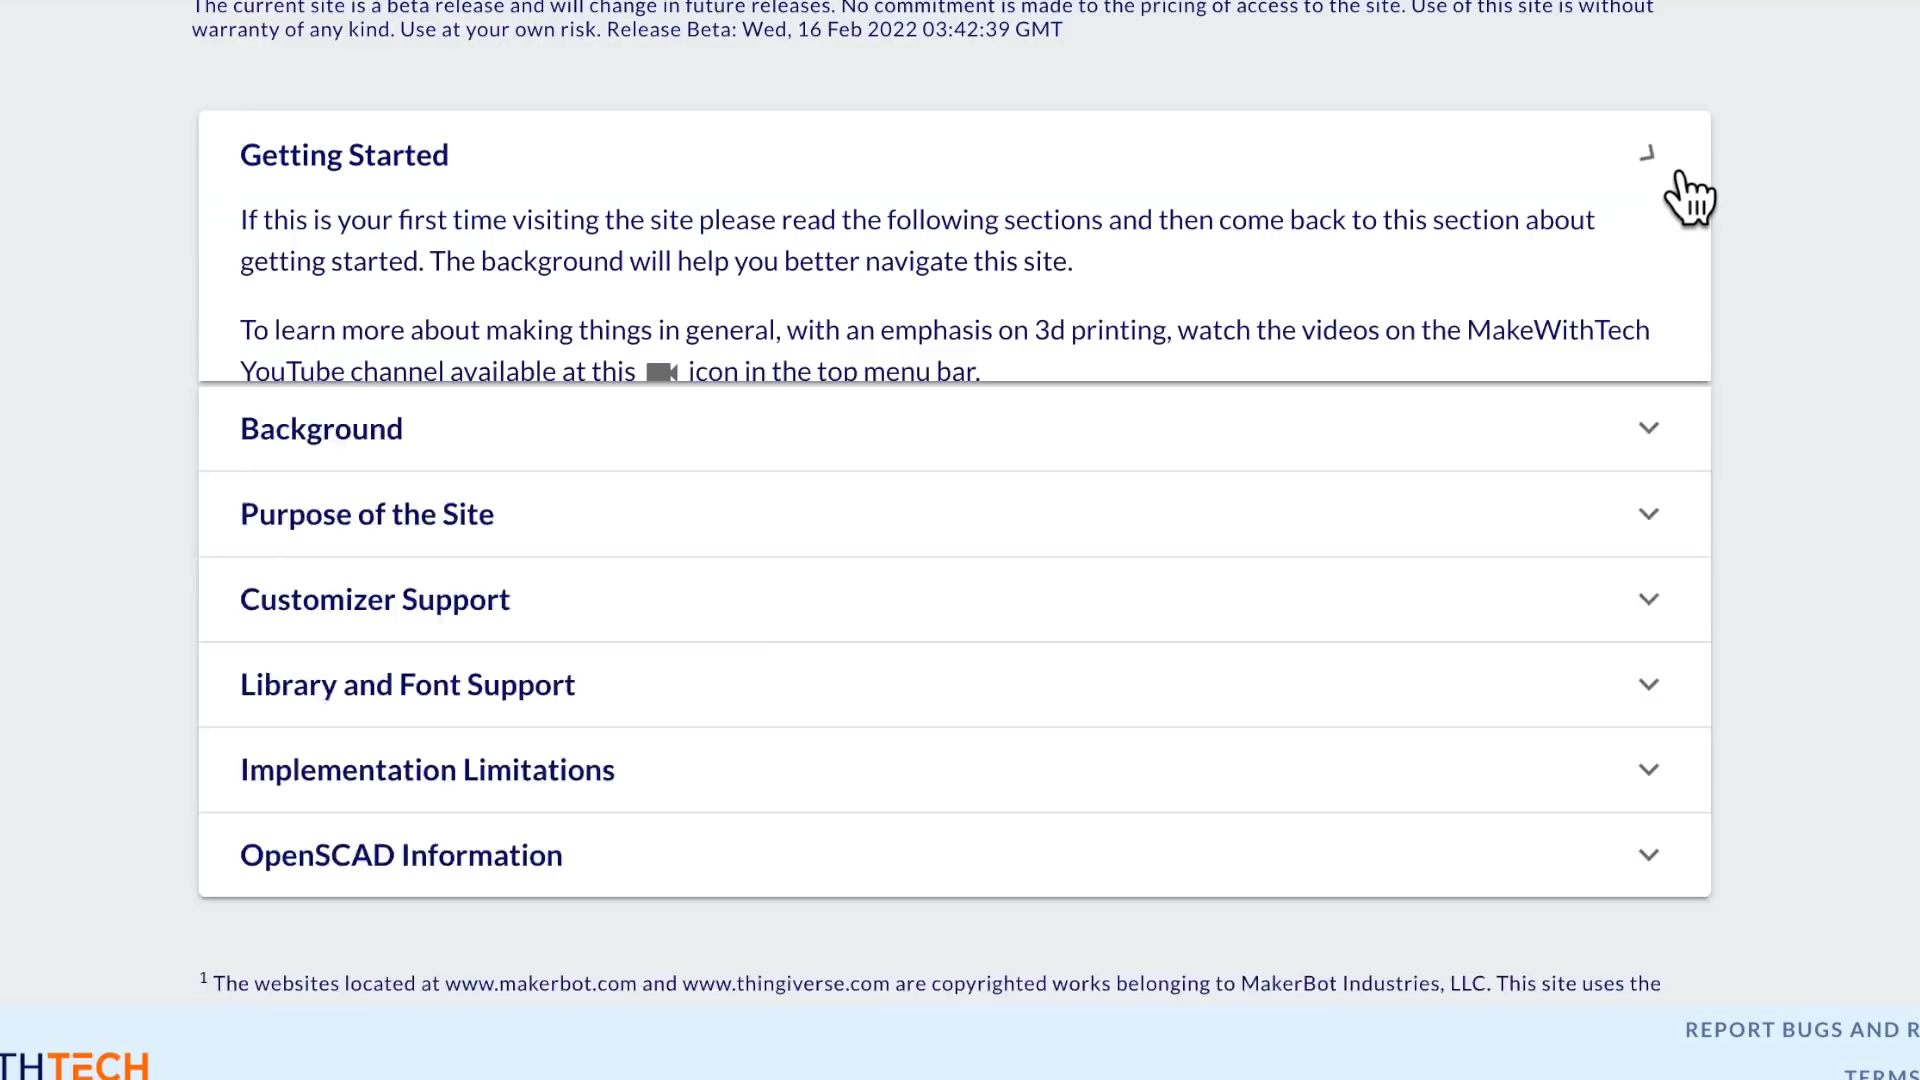 The current site is a beta release and will change in future releases. No commitment is made to the pricing of access to the site. Use of this site is without
warranty of any kind. Use at your own risk. Release Beta: Wed, 16 Feb 2022 03:42:39 GMT
Getting Started
If this is your first time visiting the site please read the following sections and then come back to this section about
getting started. The background will help you better navigate this site.
To learn more about making things in general, with an emphasis on 3d printing, watch the videos on the MakeWithTech
YouTube channel available at this icon in the top menu bar.
Background
Purpose of the Site
Customizer Support
Library and Font Support
Implementation Limitations
OpenSCAD Information
1 The websites located at www.makerbot.com and www.thingiverse.com are copyrighted works belonging to MakerBot Industries, LLC. This site uses the
REPORT BUGS AND R
THTECH
TERMS